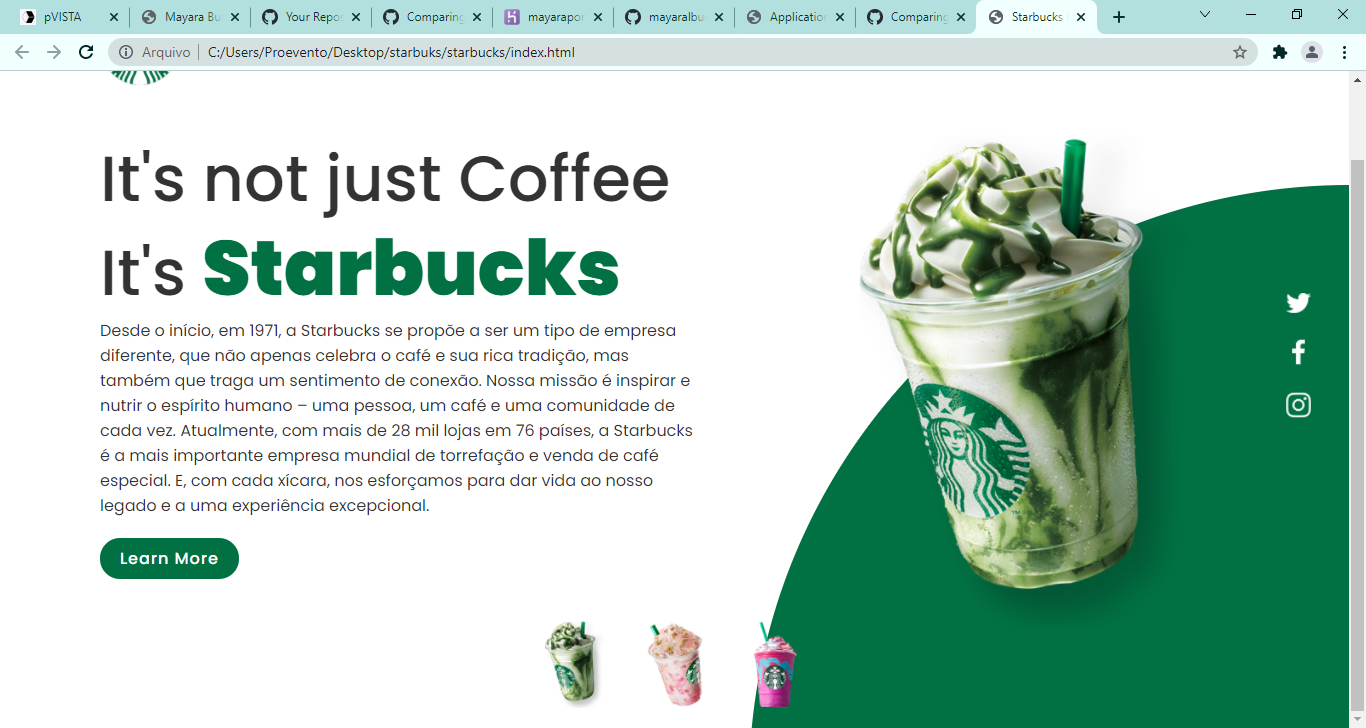 pVISTA
Mayara Bu
Your Repos
Comparing
mayarapor
mayaralbu
Application
Comparing
Starbucks
Arquivo
C:/Users/Proevento/Desktop/starbuks/starbucks/index.html
It's not just Coffee
It's Starbucks
Desde o início, em 1971, a Starbucks se propõe a ser um tipo de empresa
diferente, que não apenas celebra o café e sua rica tradição, mas
também que traga um sentimento de conexão. Nossa missão é inspirar e
nutrir o espírito humano – uma pessoa, um café e uma comunidade de
cada vez. Atualmente, com mais de 28 mil lojas em 76 países, a Starbucks
é a mais importante empresa mundial de torrefação e venda de café
especial. E, com cada xícara, nos esforçamos para dar vida ao nosso
legado e a uma experiência excepcional.
Learn More